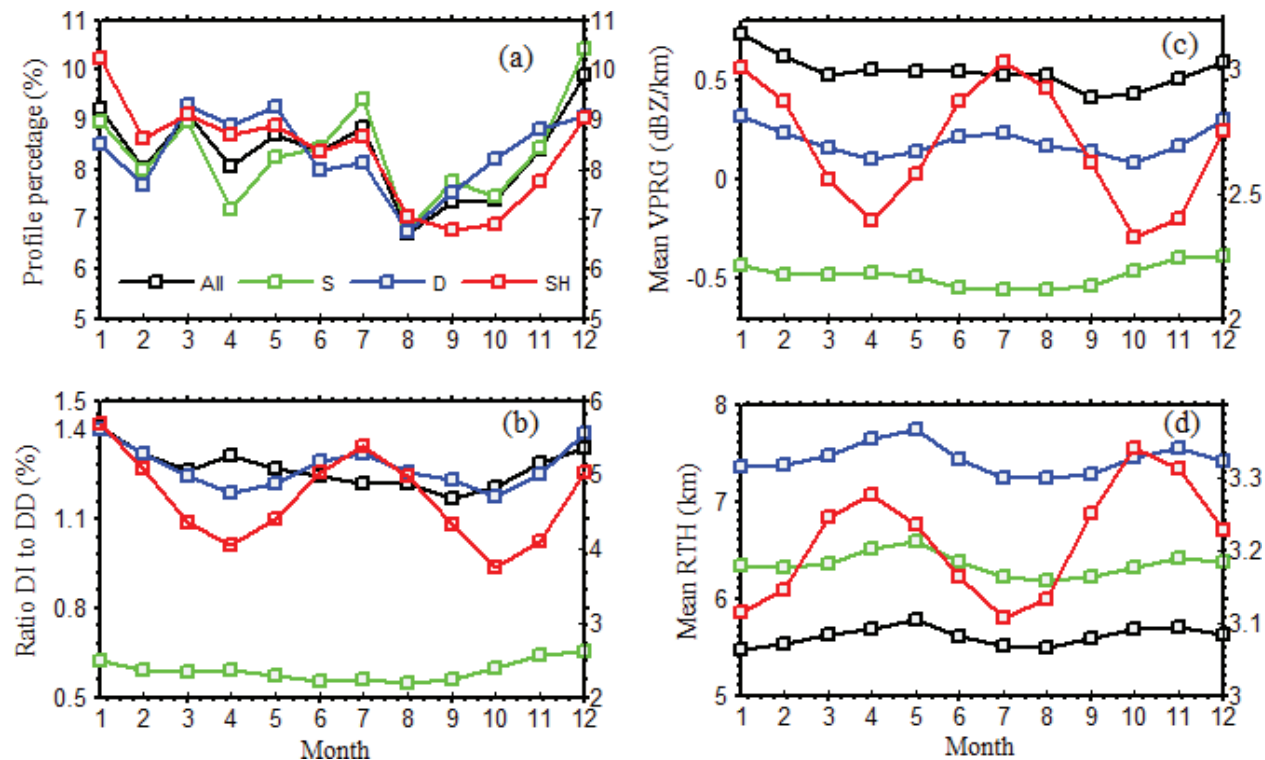 Profile percetage (%)
11
10
9
8
7
6
5
(a)
All
S
D
SH
11
10
9
8
7
6
5
1 2 3 4 5 6 7 8 9 10 11 12
Mean VPRG (dBZ/km)
0.5
0
-0.5
(c)
3
2.5
2
1 2 3 4 5 6 7 8 9 10 11 12
Month
Ratio DI to DD (%)
1.5
1.4
1.1
0.8
0.5
(b)
6
5
4
3
2
1 2 3 4 5 6 7 8 9 10 11 12
Month
Mean RTH (km)
8
7
6
5
(d)
3.3
3.2
3.1
3
1 2 3 4 5 6 7 8 9 10 11 12
Month